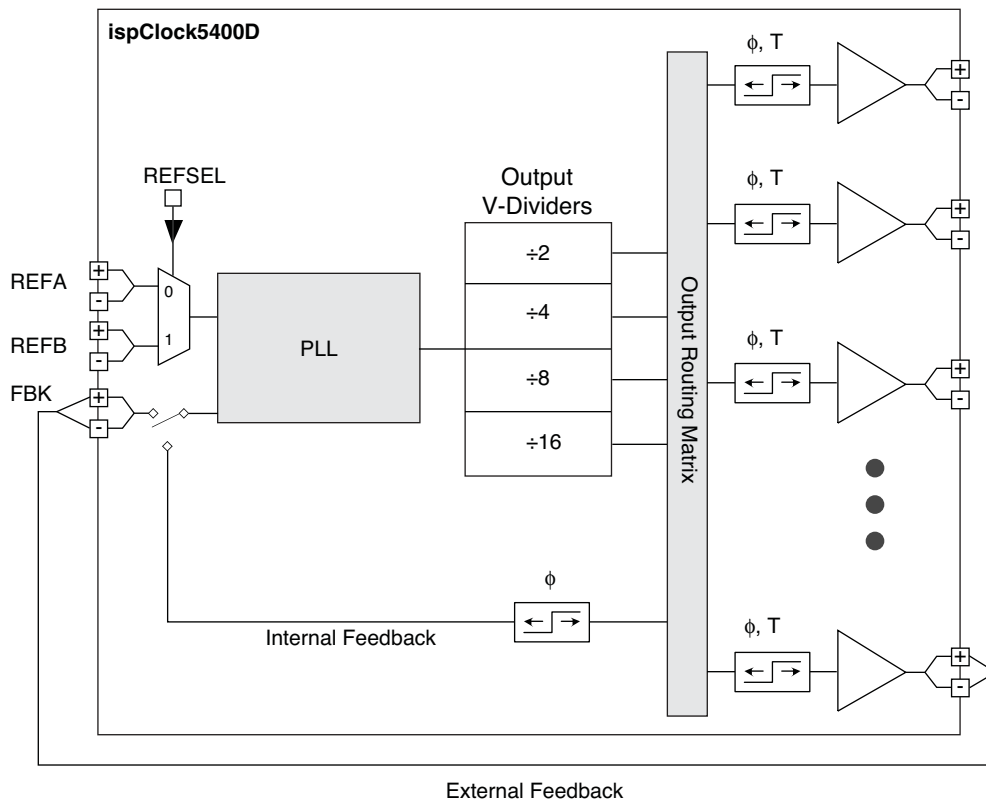 ispClock5400D
ϕ, T
+
-
REFSEL
Output
V-Dividers
ϕ, T
+
-
÷2
REFA
+
-
0
REFB
+
-
1
PLL
÷4
Output Routing Matrix
ϕ, T
+
-
÷8
FBK
+
-
÷16
ϕ
Internal Feedback
ϕ, T
+
-
External Feedback